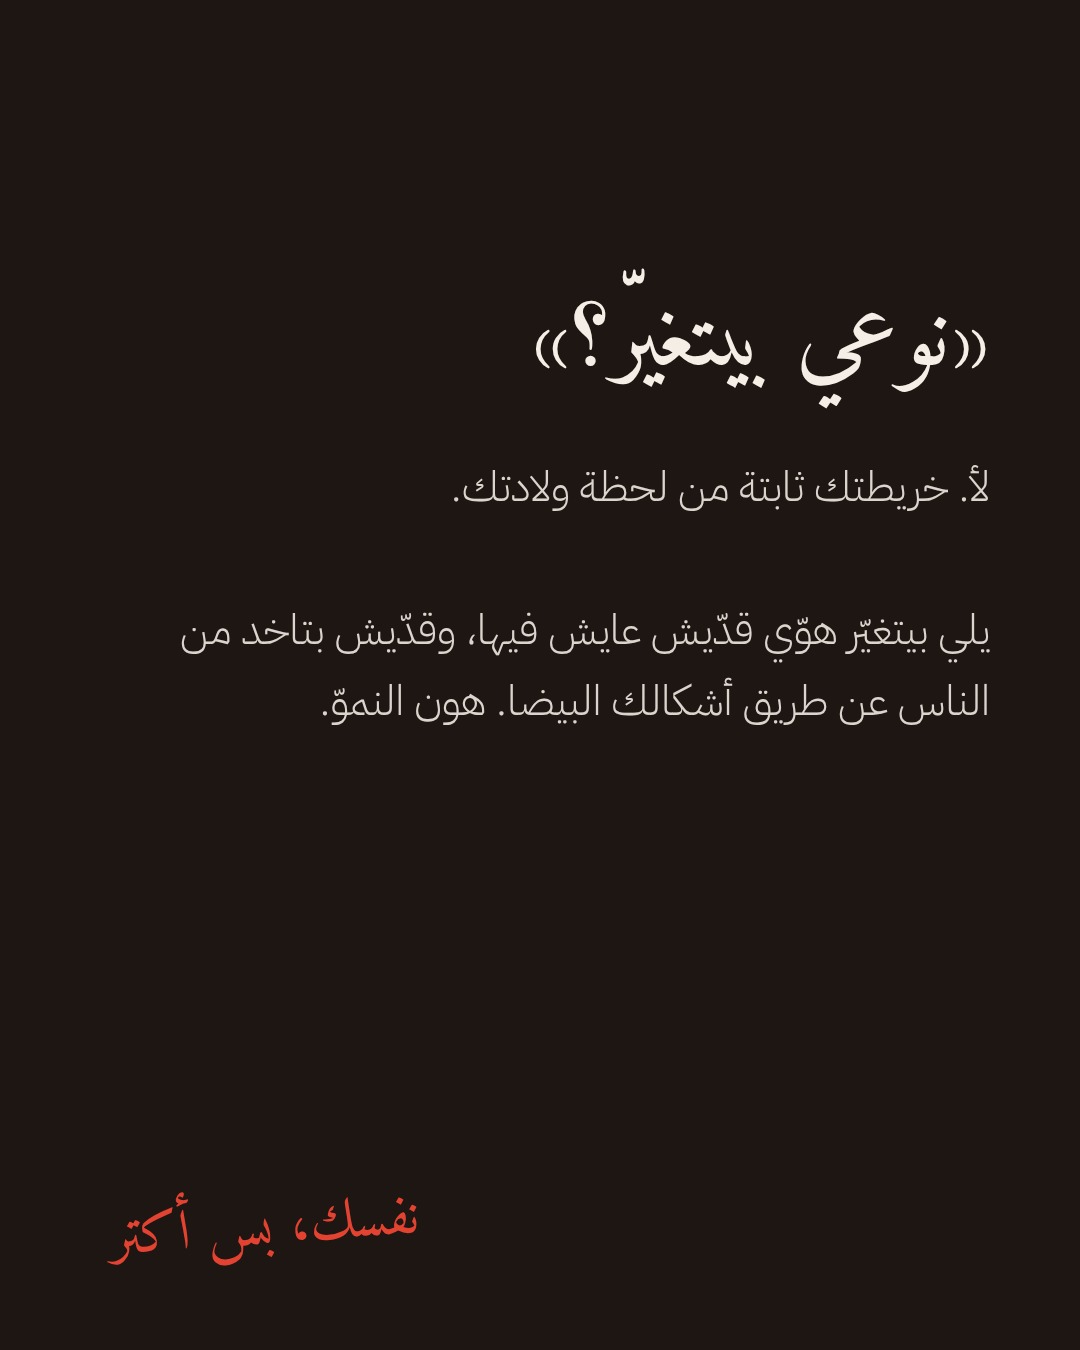 ((نوعي بيتغيّر؟))
لأ. خريطتك ثابتة من لحظة ولادتك.
يلي بيتغيّر هوّي قدّيش عايش فيها، وقدّيش بتاخد من
الناس عن طريق أشكالك البيضا. هون النموّ.
نفسك، بس أكتر